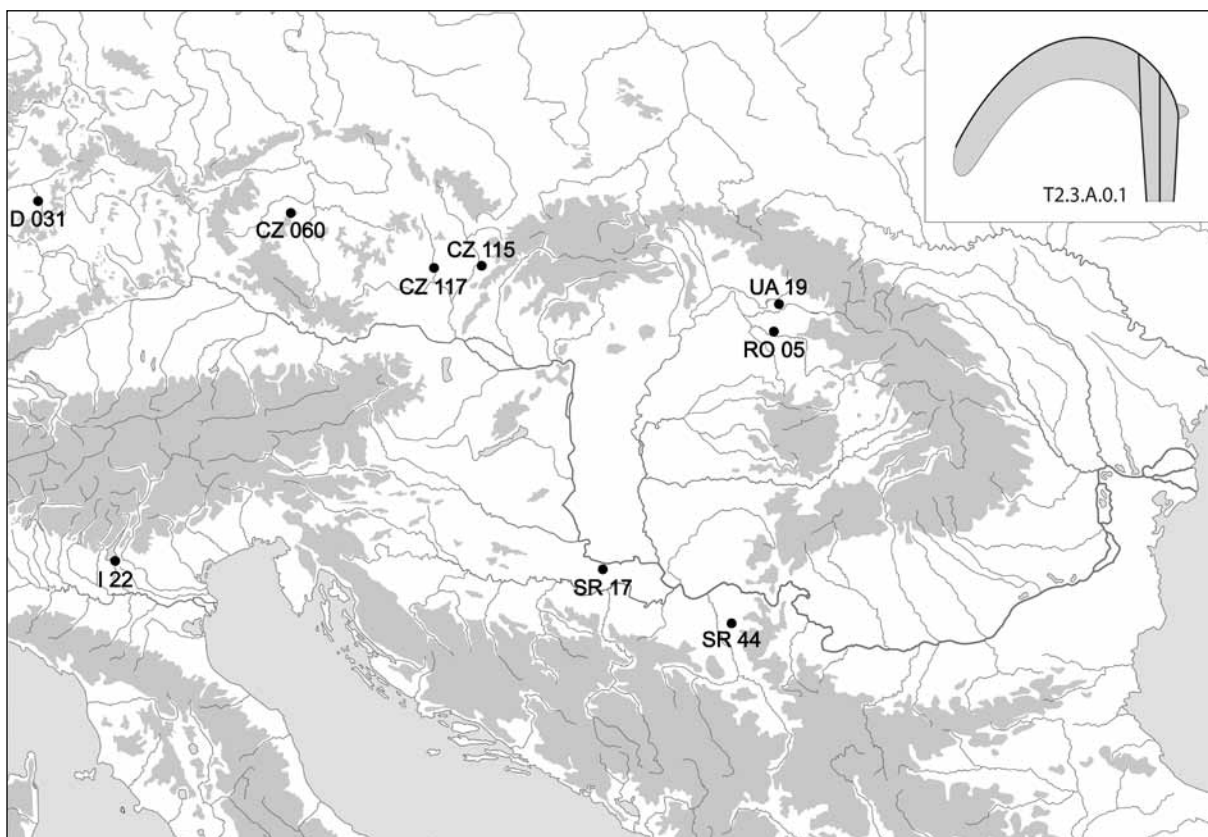 T2.3.A.0.1
D 031
CZ 060
CZ 115
CZ 117
UA 19
RO 05
I 22
SR 17
SR 44